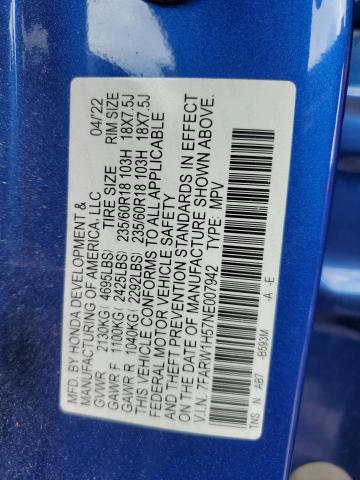 MFD. BY HONDA DEVELOPMENT &
MANUFACTURING OF AMERICA, LLC 04/'22
GVWR 2130KG ( 4695LBS) TIRE SIZE RIM SIZE
GAWR F 1100KG ( 2425LBS) 235/60R18 103H 18X7.5J
GAWR R 1040KG ( 2292LBS) 235/60R18 103H 18X7.5J
THIS VEHICLE CONFORMS TO ALL APPLICABLE
FEDERAL MOTOR VEHICLE SAFETY
AND THEFT PREVENTION STANDARDS IN EFFECT
ON THE DATE OF MANUFACTURE SHOWN ABOVE.
V.I.N.: 7FARW1H57NE007942 TYPE: MPV
TNS N AB7 -B593M -A -E